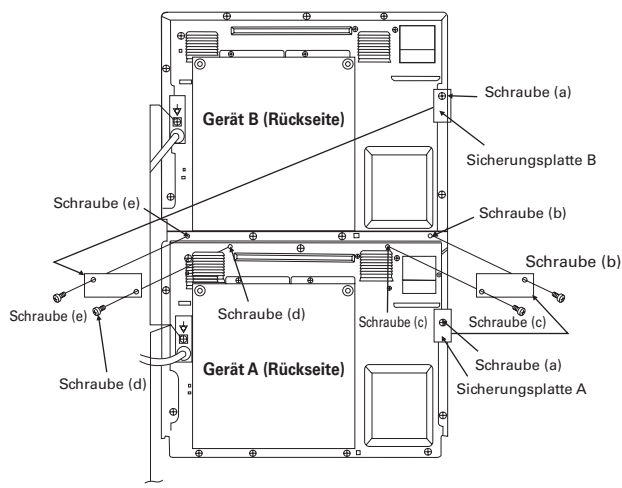 Schraube (a)
Gerät B (Rückseite)
Sicherungsplatte B
Schraube (e)
Schraube (b)
Schraube (b)
Schraube (e)
Schraube (d)
Schraube (c)
Schraube (c)
Schraube (a)
Gerät A (Rückseite)
Schraube (d)
Sicherungsplatte A